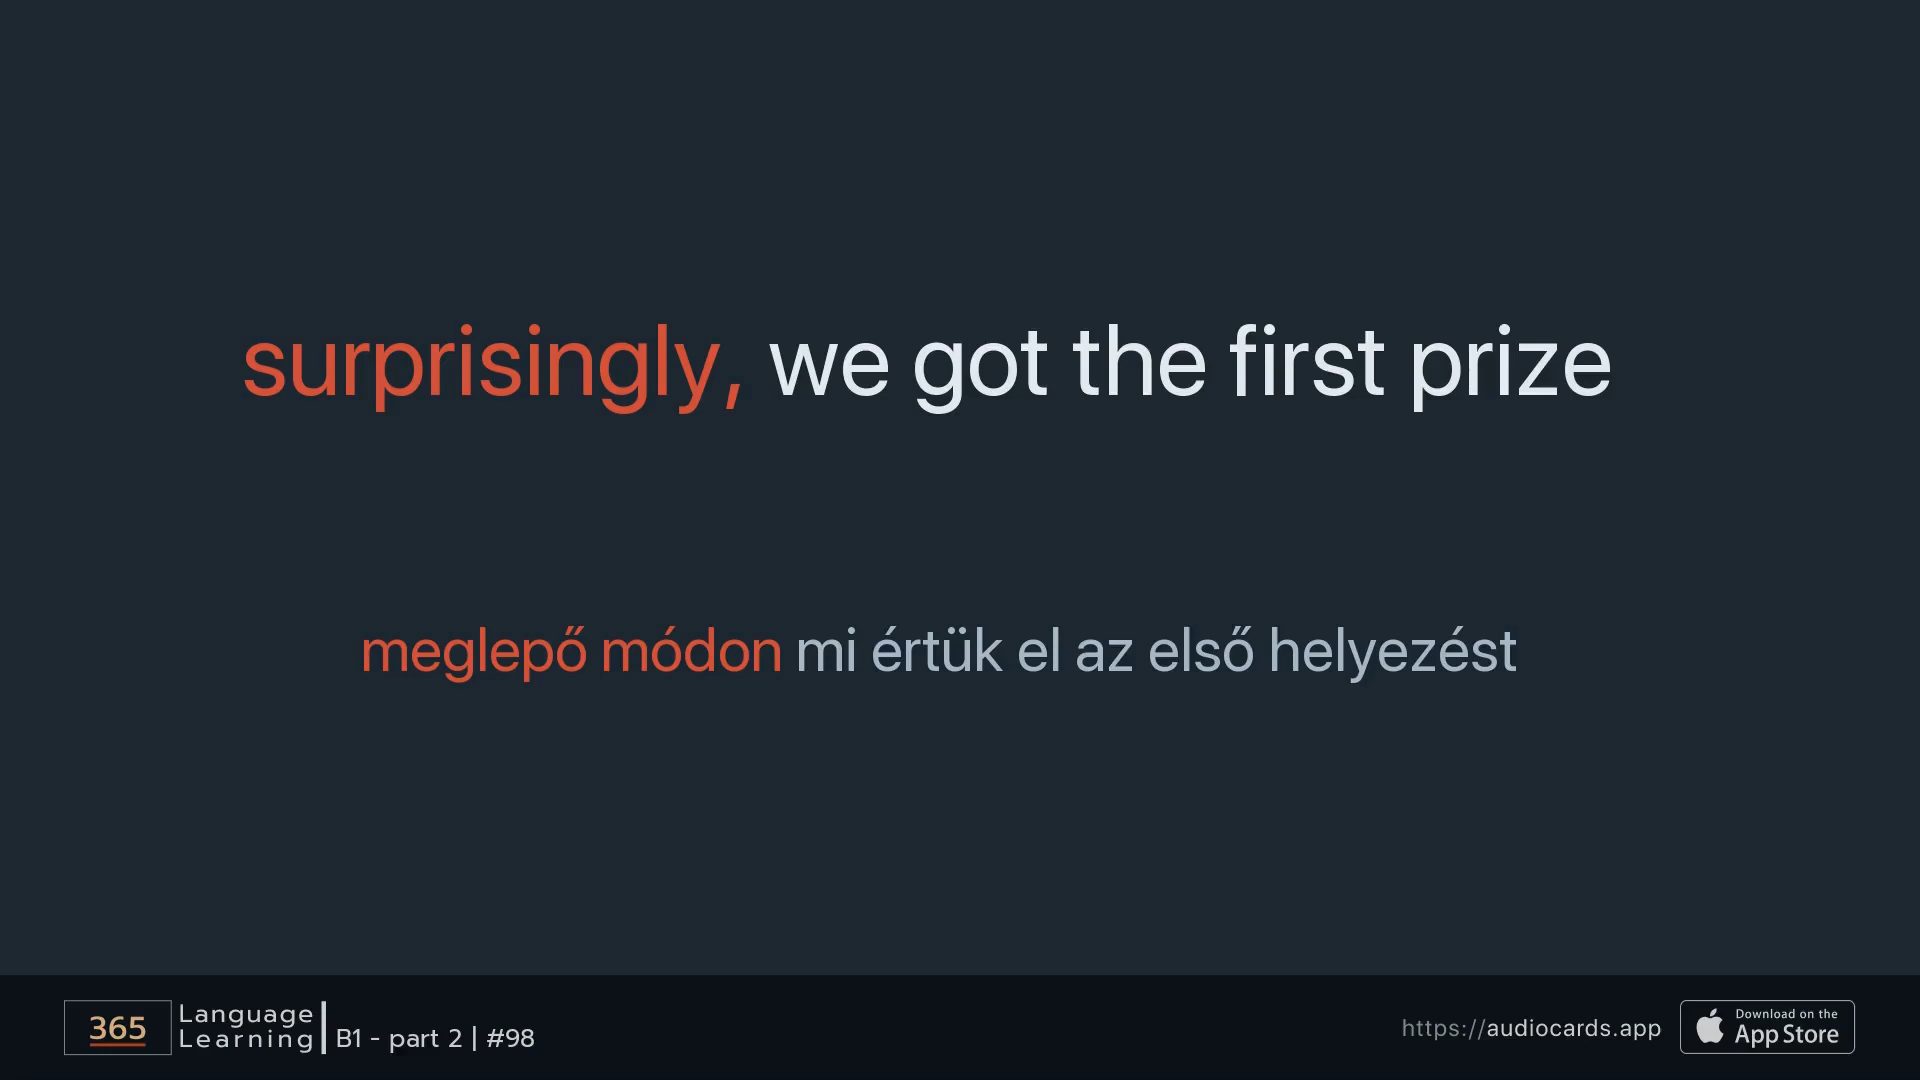 surprisingly, we got the first prize
meglepő módon mi értük el az első helyezést
365
Language
Learning
B1 - part 2 | #98
https://audiocards.app
Download on the
App Store